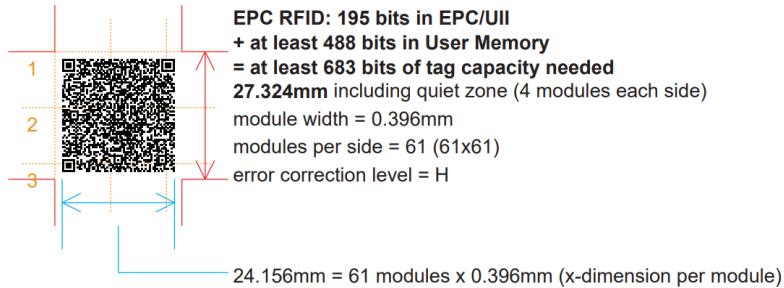 EPC RFID: 195 bits in EPC/UII
+ at least 488 bits in User Memory
= at least 683 bits of tag capacity needed
27.324mm including quiet zone (4 modules each side)
module width = 0.396mm
modules per side = 61 (61x61)
error correction level = H
1
2
3
24.156mm = 61 modules x 0.396mm (x-dimension per module)